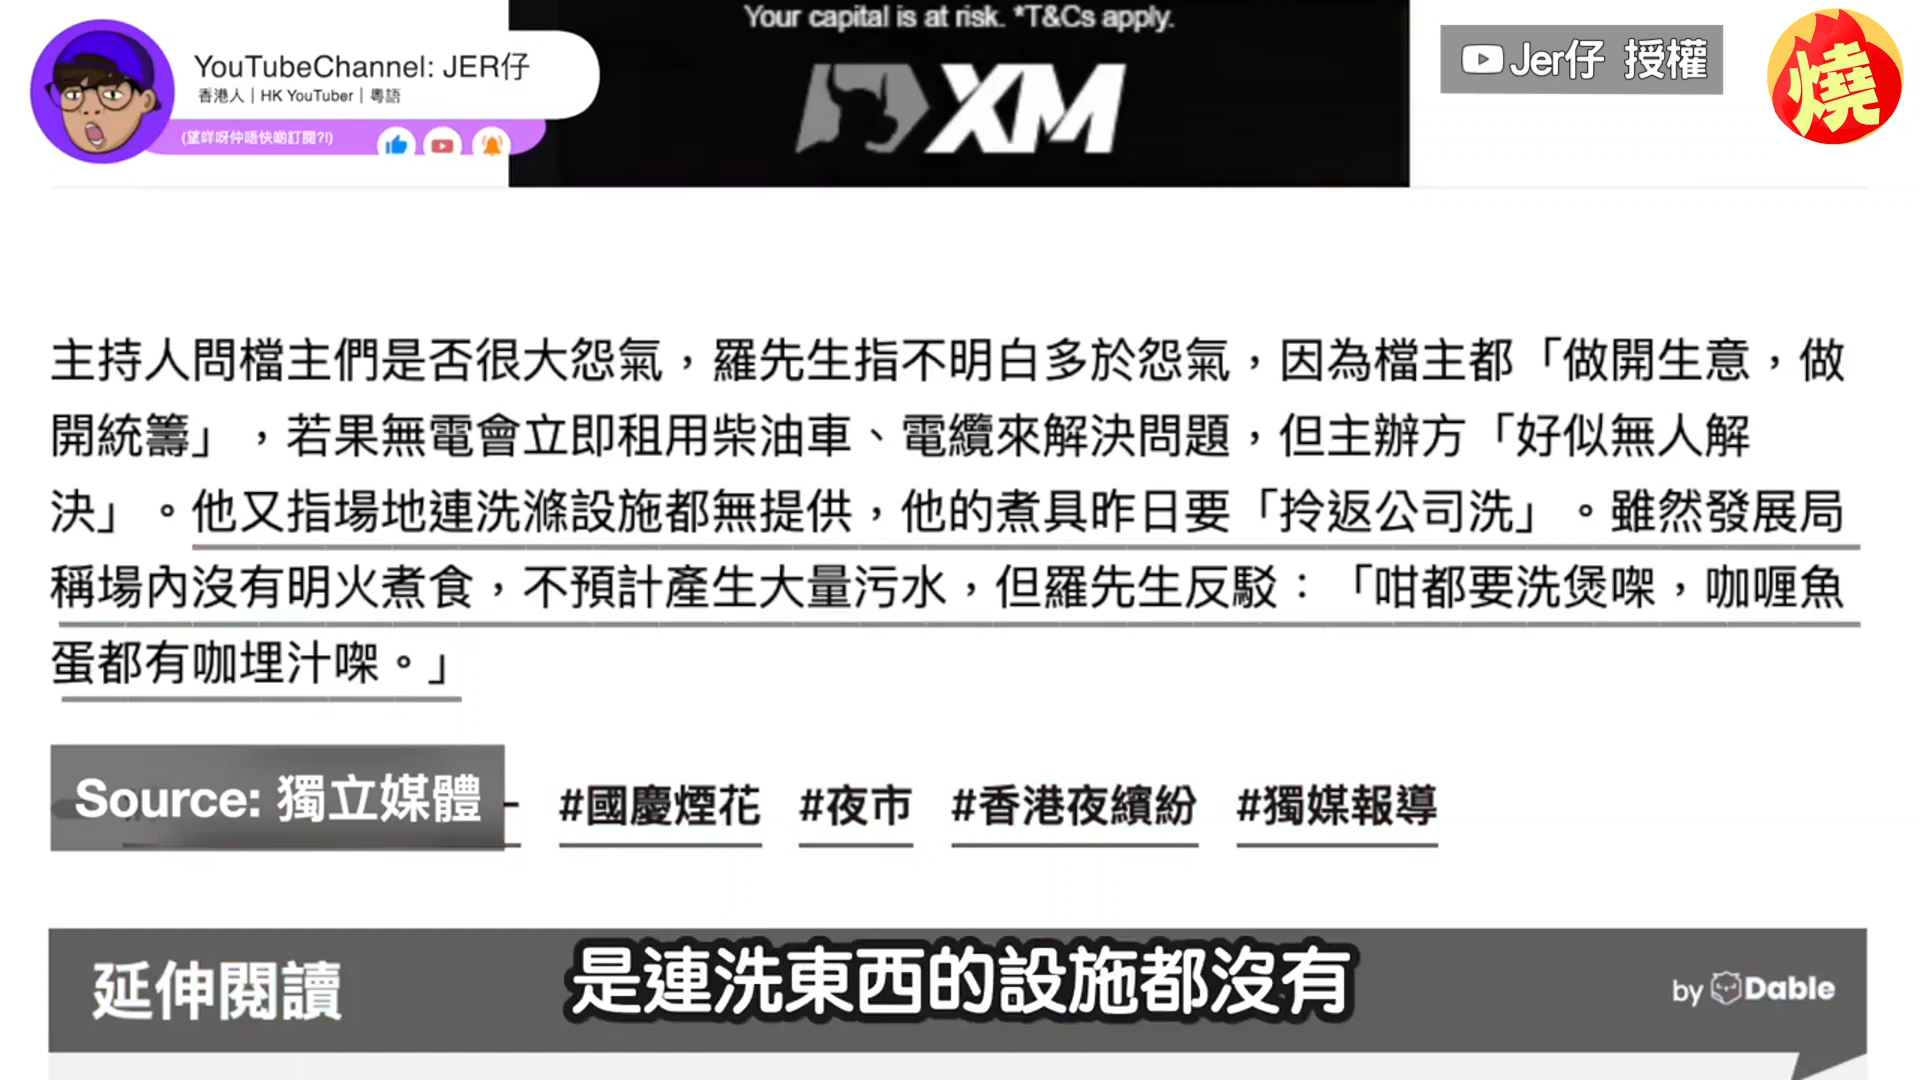 Your capital is at risk. *T&Cs apply.
XM
YouTubeChannel: JER仔
香港人｜HK YouTuber｜粵語
(望咩呀仲唔快啲訂閱?!)
Jer仔 授權
燒
主持人問檔主們是否很大怨氣，羅先生指不明白多於怨氣，因為檔主都「做開生意，做
開統籌」，若果無電會立即租用柴油車、電纜來解決問題，但主辦方「好似無人解
決」。他又指場地連洗滌設施都無提供，他的煮具昨日要「拎返公司洗」。雖然發展局
稱場內沒有明火煮食，不預計產生大量污水，但羅先生反駁：「咁都要洗煲㗎，咖喱魚
蛋都有咖埋汁㗎。」
Source: 獨立媒體
#國慶煙花 #夜市 #香港夜繽紛 #獨媒報導
延伸閱讀
是連洗東西的設施都沒有
by Dable